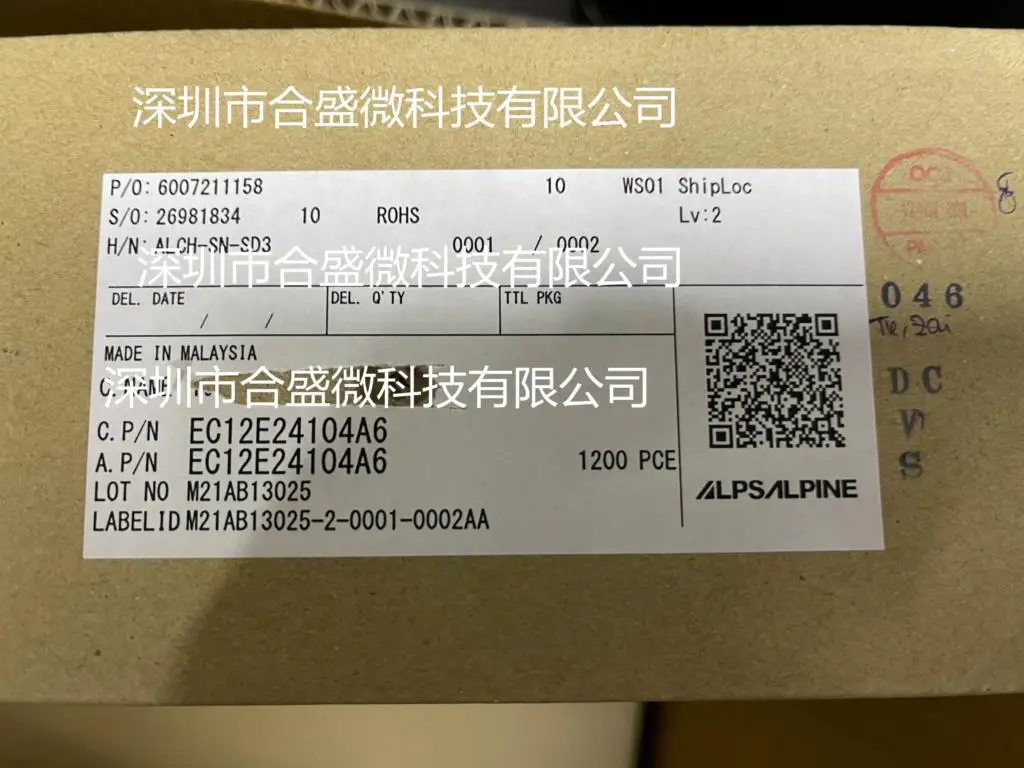 深圳市合盛微科技有限公司
P/O: 6007211158 10 WS01 ShipLoc
S/O: 26981834 10 ROHS Lv:2
H/N: ALCH-SN-SD3 0001 / 0002
深圳市合盛微科技有限公司
DEL. DATE DEL. Q'TY TTL PKG
/ /
MADE IN MALAYSIA
C.NAME
深圳市合盛微科技有限公司
C.P/N EC12E24104A6
A.P/N EC12E24104A6 1200 PCE
LOT NO M21AB13025
LABELID M21AB13025-2-0001-0002AA
ALPSALPINE
8
046
DC
S